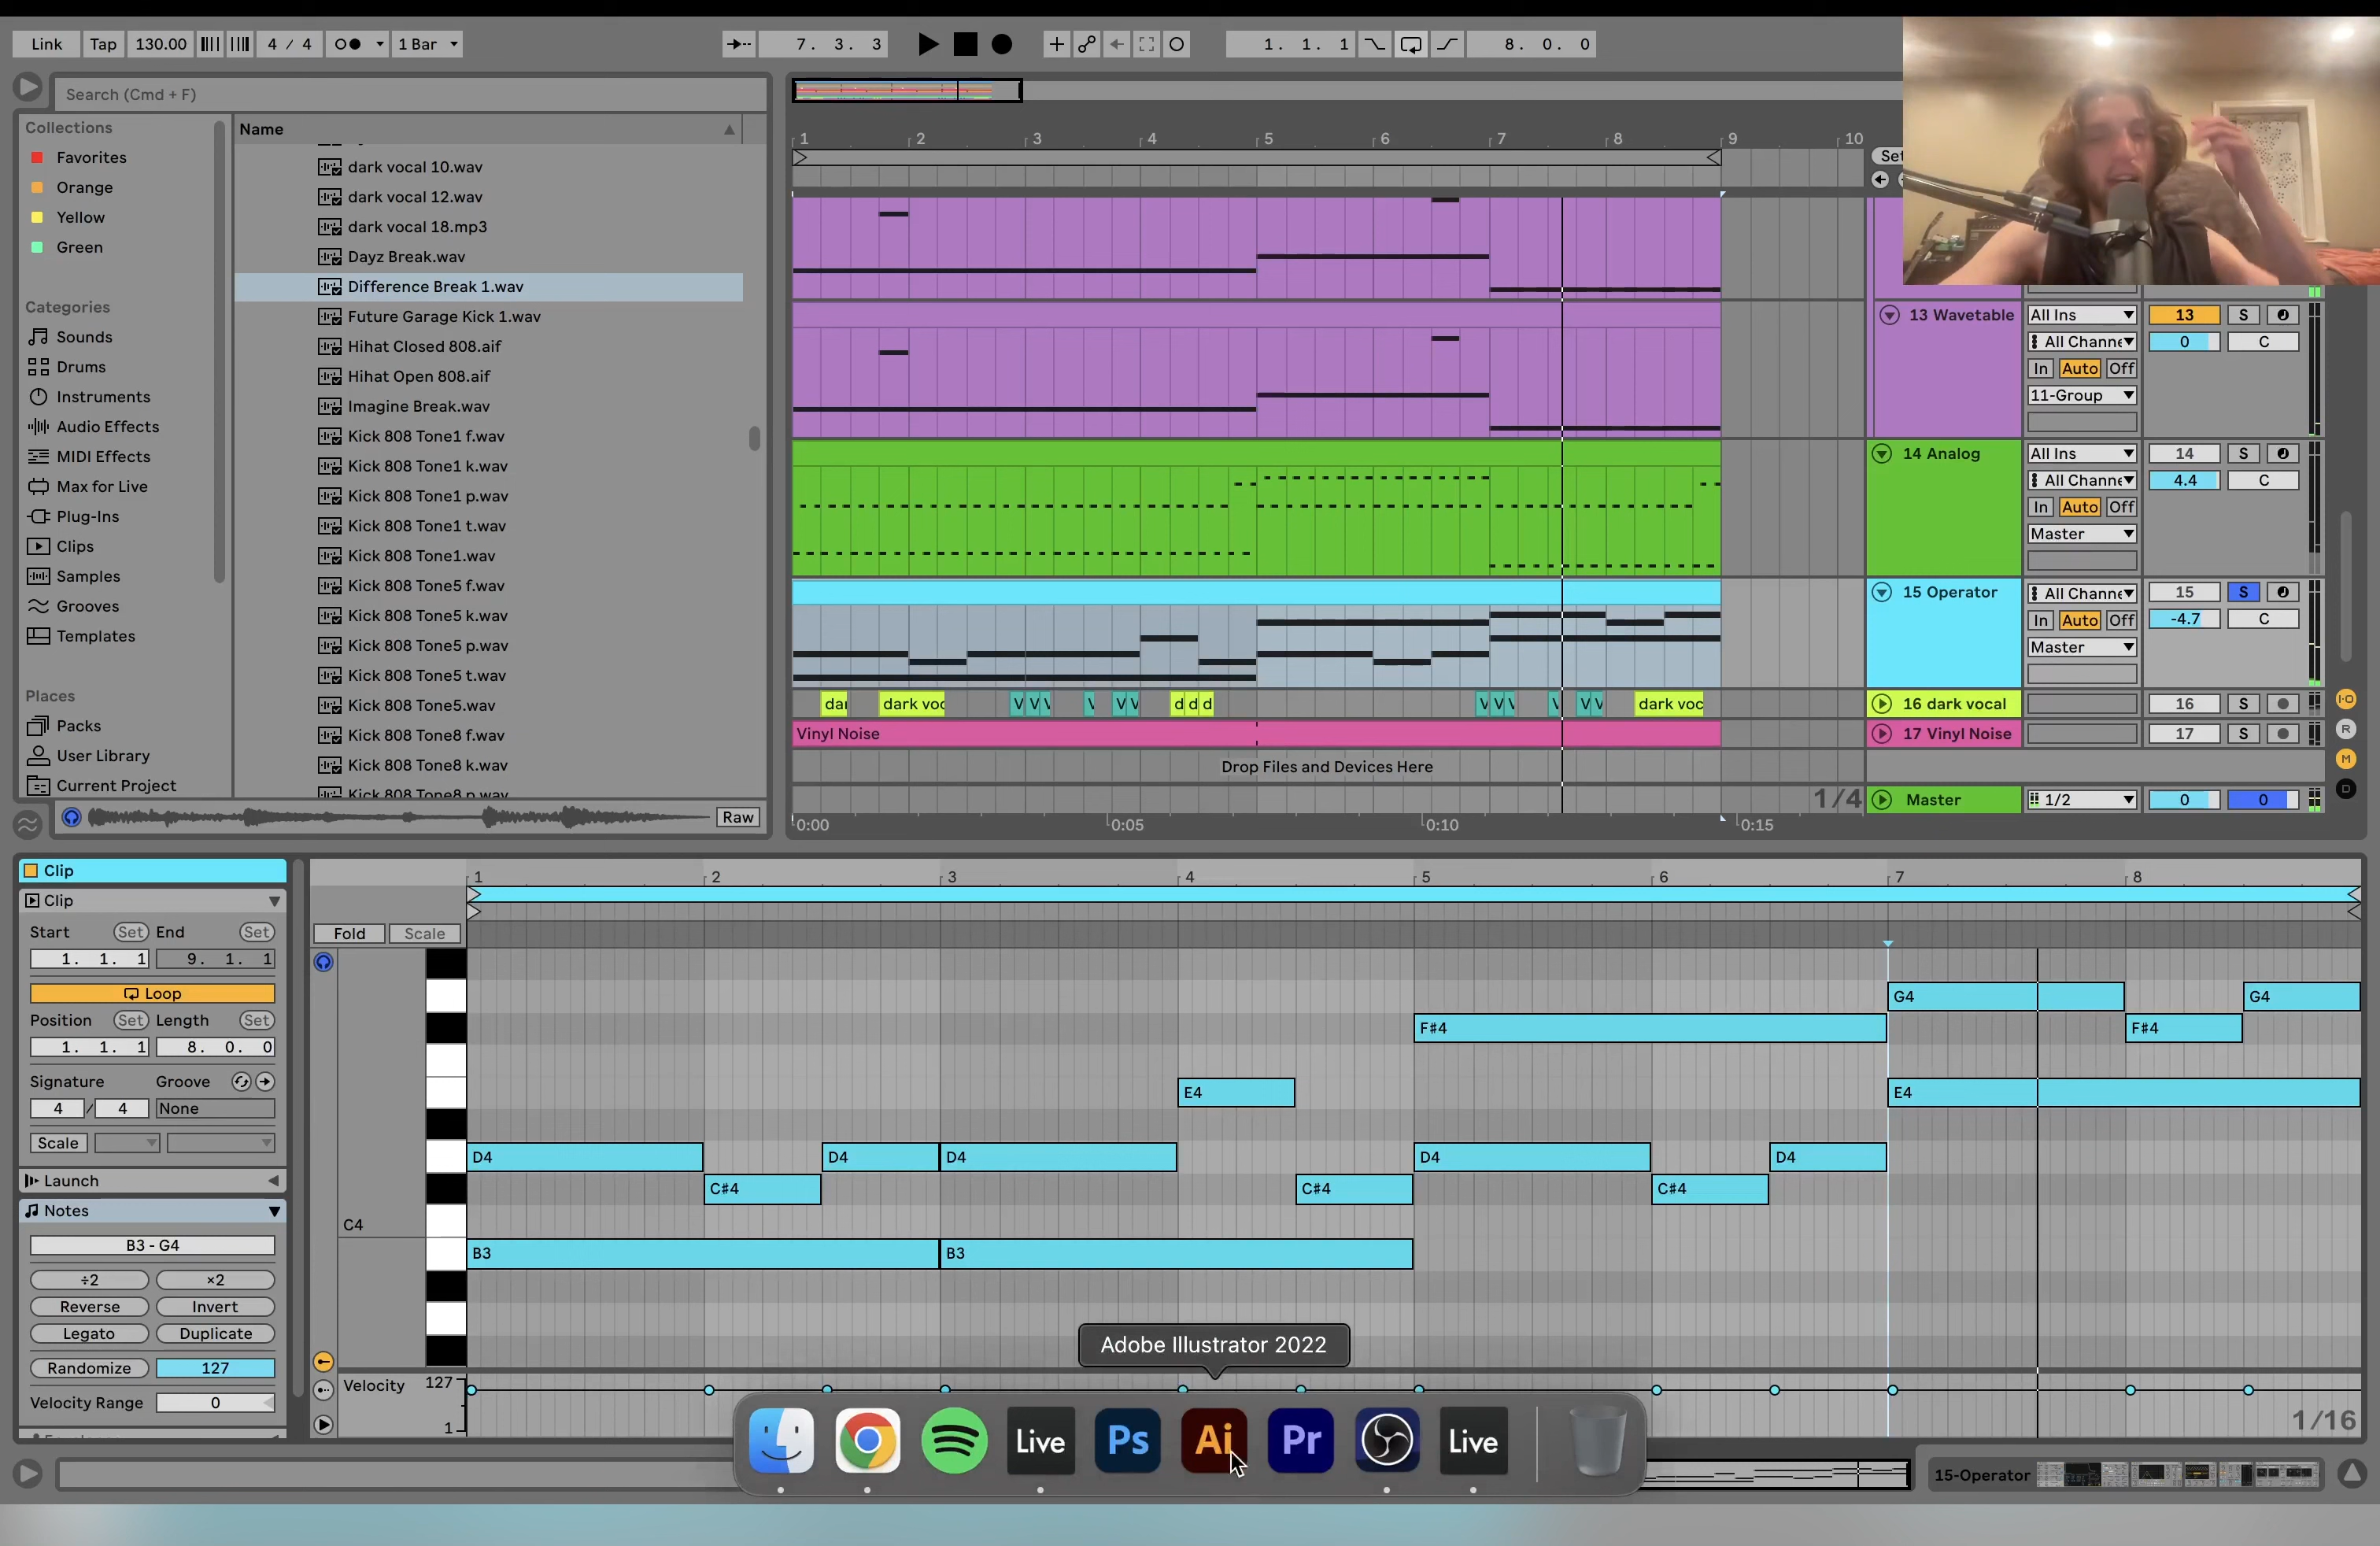 Link Tap 130.00 4 / 4 1 Bar 7. 3. 3 1. 1. 1 8. 0. 0
Search (Cmd + F)
Collections
Favorites
Orange
Yellow
Green
Categories
Sounds
Drums
Instruments
Audio Effects
MIDI Effects
Max for Live
Plug-Ins
Clips
Samples
Grooves
Templates
Places
Packs
User Library
Current Project
Name
dark vocal 10.wav
dark vocal 12.wav
dark vocal 18.mp3
Dayz Break.wav
Difference Break 1.wav
Future Garage Kick 1.wav
Hihat Closed 808.aif
Hihat Open 808.aif
Imagine Break.wav
Kick 808 Tone1 f.wav
Kick 808 Tone1 k.wav
Kick 808 Tone1 p.wav
Kick 808 Tone1 t.wav
Kick 808 Tone1.wav
Kick 808 Tone5 f.wav
Kick 808 Tone5 k.wav
Kick 808 Tone5 p.wav
Kick 808 Tone5 t.wav
Kick 808 Tone5.wav
Kick 808 Tone8 f.wav
Kick 808 Tone8 k.wav
Kick 808 Tone8 p.wav
Raw
1 2 3 4 5 6 7 8 9 10
Set
13 Wavetable All Ins 13 S
All Channe 0 C
In Auto Off
11-Group
14 Analog All Ins 14 S
All Channe 4.4 C
In Auto Off
Master
15 Operator All Channe 15 S
In Auto Off -4.7 C
Master
dar dark voc V V V V V V d d d V V V V V V dark voc 16 dark vocal 16 S
Vinyl Noise 17 Vinyl Noise 17 S
Drop Files and Devices Here
1/4 Master 1/2 0 0
0:00 0:05 0:10 0:15
I·O
R
M
D
Clip
Clip
Start Set End Set
1. 1. 1 9. 1. 1
Loop
Position Set Length Set
1. 1. 1 8. 0. 0
Signature Groove
4 / 4 None
Scale
Launch
Notes
B3 - G4
÷2 ×2
Reverse Invert
Legato Duplicate
Randomize 127
Velocity Range 0
1 2 3 4 5 6 7 8
Fold Scale
G4 G4
F#4 F#4
E4 E4
D4 D4 D4 D4 D4
C#4 C#4 C#4
C4
B3 B3
Adobe Illustrator 2022
Velocity 127
1
1/16
Live Ps Ai Pr Live
15-Operator